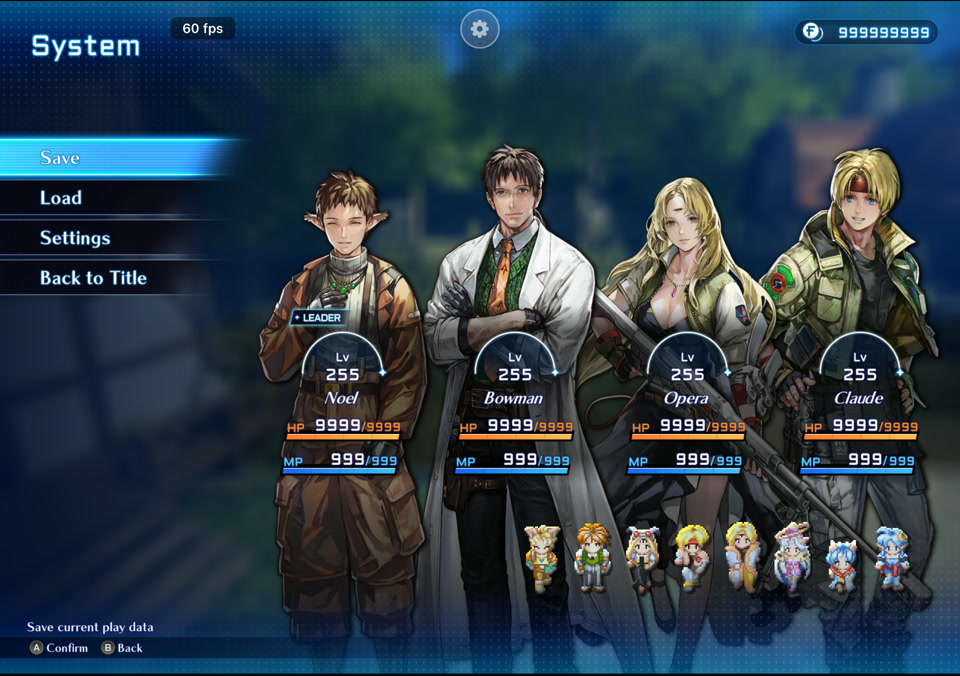 System
60 fps
F 999999999
Save
Load
Settings
Back to Title
LEADER
Lv
255
Noel
HP 9999/9999
MP 999/999
Lv
255
Bowman
HP 9999/9999
MP 999/999
Lv
255
Opera
HP 9999/9999
MP 999/999
Lv
255
Claude
HP 9999/9999
MP 999/999
Save current play data
A Confirm B Back